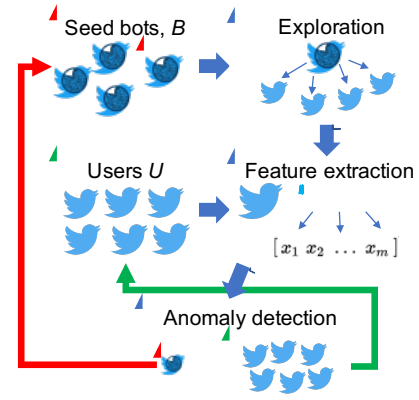 Seed bots, B
Exploration
Users U
Feature extraction
[ x₁ x₂ … xₘ ]
Anomaly detection